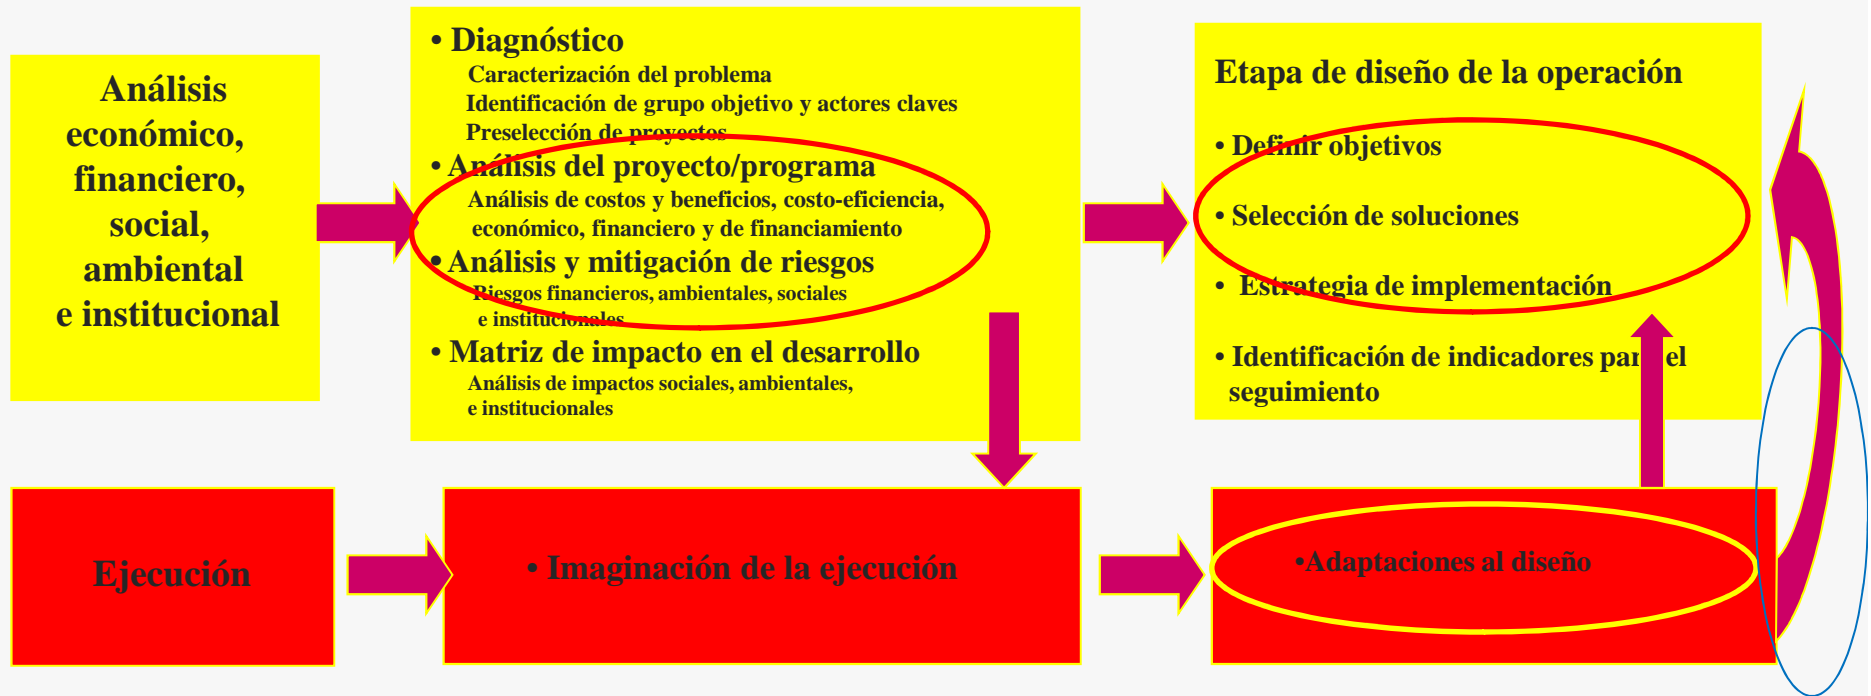 Análisis
económico,
financiero,
social,
ambiental
e institucional
• Diagnóstico
Caracterización del problema
Identificación de grupo objetivo y actores claves
Preselección de proyectos
• Análisis del proyecto/programa
Análisis de costos y beneficios, costo-eficiencia,
económico, financiero y de financiamiento
• Análisis y mitigación de riesgos
Riesgos financieros, ambientales, sociales
e institucionales
• Matriz de impacto en el desarrollo
Análisis de impactos sociales, ambientales,
e institucionales
Etapa de diseño de la operación
• Definir objetivos
• Selección de soluciones
• Estrategia de implementación
• Identificación de indicadores para el
seguimiento
Ejecución
• Imaginación de la ejecución
•Adaptaciones al diseño